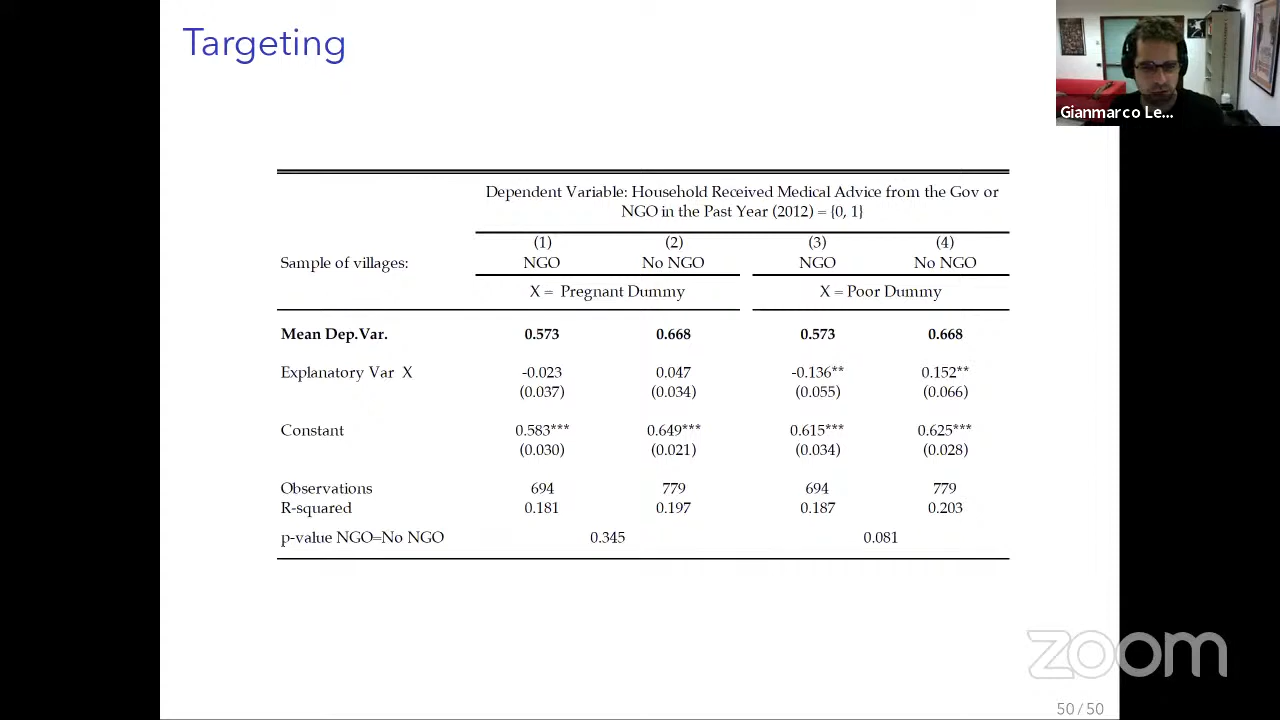 Targeting
Gianmarco Le...
Dependent Variable: Household Received Medical Advice from the Gov or
NGO in the Past Year (2012) = {0, 1}
(1) (2) (3) (4)
Sample of villages: NGO No NGO NGO No NGO
X = Pregnant Dummy X = Poor Dummy
Mean Dep.Var. 0.573 0.668 0.573 0.668
Explanatory Var X -0.023 0.047 -0.136** 0.152**
(0.037) (0.034) (0.055) (0.066)
Constant 0.583*** 0.649*** 0.615*** 0.625***
(0.030) (0.021) (0.034) (0.028)
Observations 694 779 694 779
R-squared 0.181 0.197 0.187 0.203
p-value NGO=No NGO 0.345 0.081
zoom
50 / 50